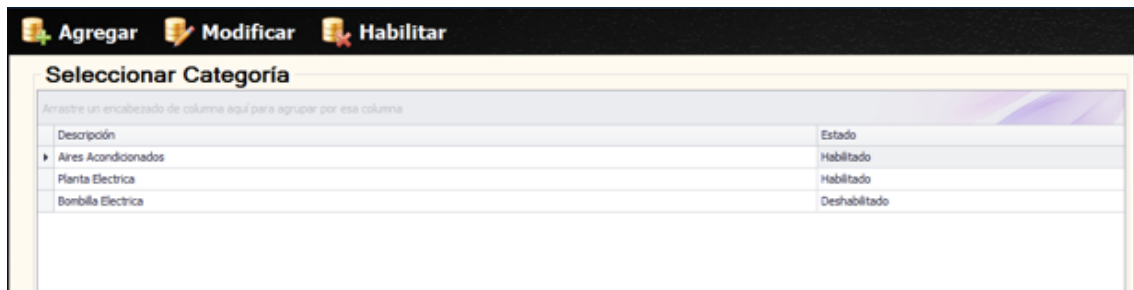 Agregar Modificar Habilitar
Seleccionar Categoría
Arrastre un encabezado de columna aquí para agrupar por esa columna
Descripción Estado
Aires Acondicionados Habilitado
Planta Electrica Habilitado
Bombilla Electrica Deshabilitado